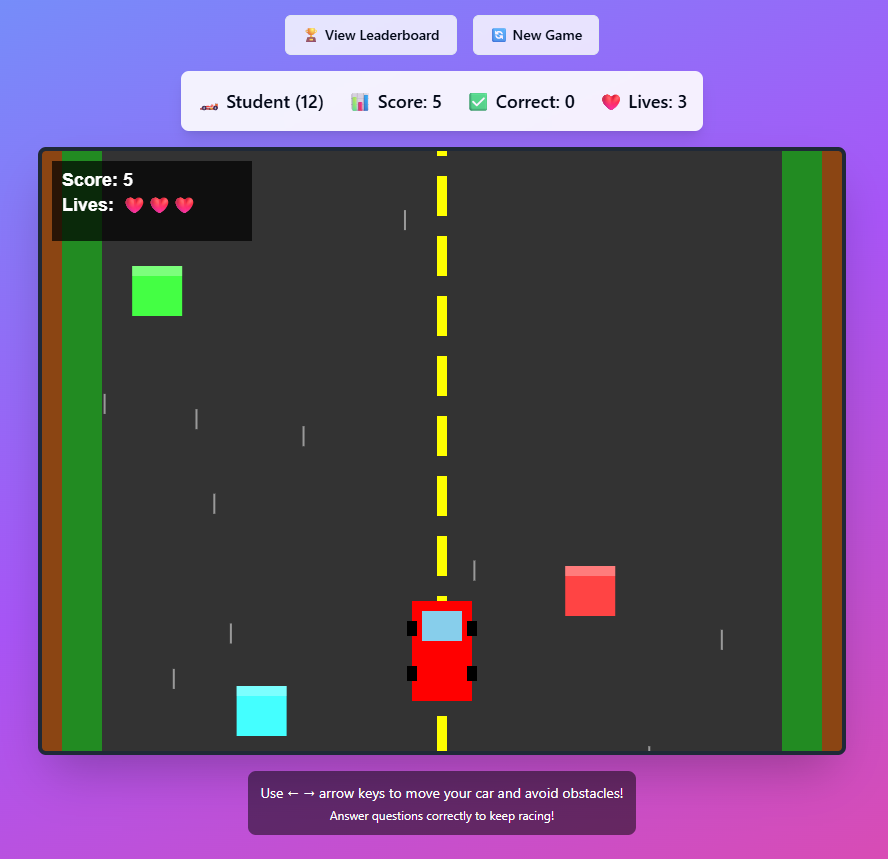 🏆 View Leaderboard
🔄 New Game
🏎️ Student (12) 📊 Score: 5 ✅ Correct: 0 ❤️ Lives: 3
Score: 5
Lives: ❤️❤️❤️
Use ←→ arrow keys to move your car and avoid obstacles!
Answer questions correctly to keep racing!